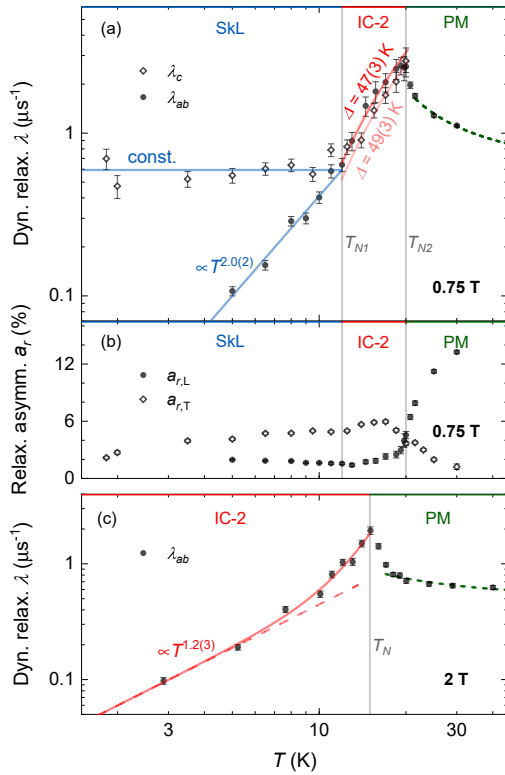 SkL IC-2 PM
(a)
λc
λab
Δ = 47(3) K
Δ = 49(3) K
const.
∝T^2.0(2)
TN1
TN2
0.75 T
Dyn. relax. λ (μs⁻¹)
1
0.1
SkL IC-2 PM
(b)
ar,L
ar,T
0.75 T
Relax. asymm. ar (%)
12
6
0
IC-2 PM
(c)
λab
∝T^1.2(3)
TN
2 T
Dyn. relax. λ (μs⁻¹)
1
0.1
3 10 30
T (K)